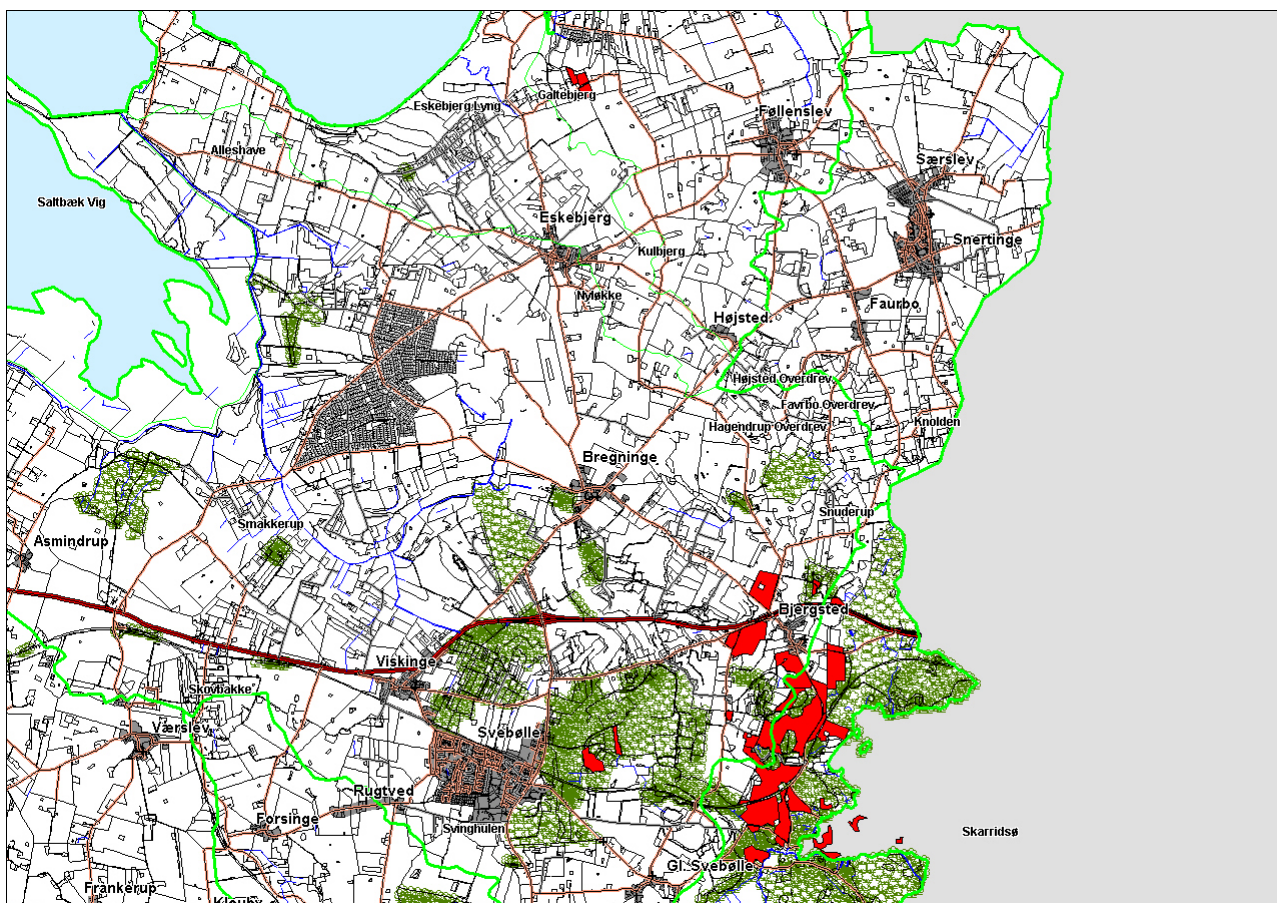 Galtebjerg
Eskebjerg Lyng
Føllenslev
Alleshave
Særslev
Saltbæk Vig
Eskebjerg
Snertinge
Kulbjerg
Nyløkke
Faurbo
Højsted
Højsted Overdrev
Favrbo Overdrev
Knolden
Hagendrup Overdrev
Bregninge
Snuderup
Smakkerup
Asmindrup
Bjergsted
Viskinge
Skovbakke
Værslev
Svebølle
Rugtved
Forsinge
Svinghulen
Skarridsø
Gl. Svebølle
Frankerup